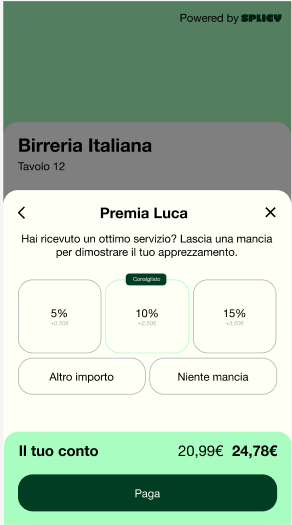 Powered by SPLICY
Birreria Italiana
Tavolo 12
Premia Luca
Hai ricevuto un ottimo servizio? Lascia una mancia
per dimostrare il tuo apprezzamento.
Consigliato
5% 10% 15%
+0,50€ +2,50€ +3,50€
Altro importo Niente mancia
Il tuo conto 20,99€ 24,78€
Paga